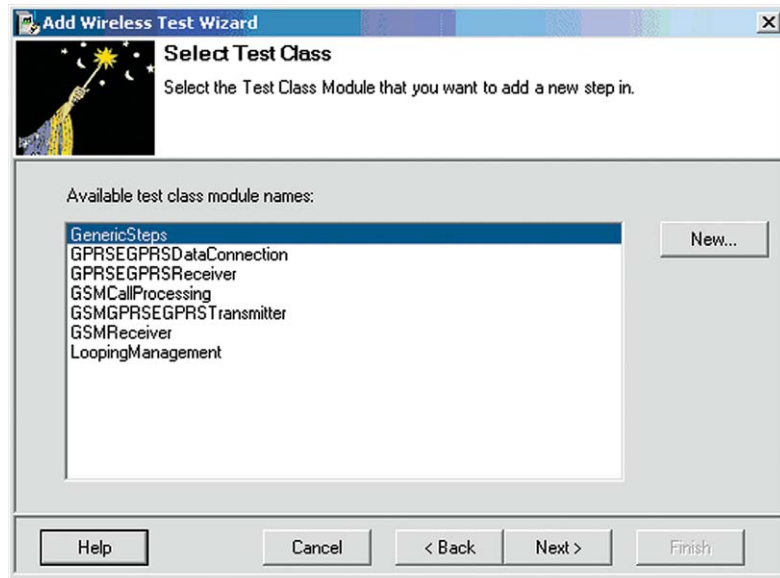 Add Wireless Test Wizard
Select Test Class
Select the Test Class Module that you want to add a new step in.
Available test class module names:
GenericSteps
GPRSEGPRSDataConnection
GPRSEGPRSReceiver
GSMCallProcessing
GSMGPRSEGPRSTransmitter
GSMReceiver
LoopingManagement
New...
Help
Cancel
< Back
Next >
Finish